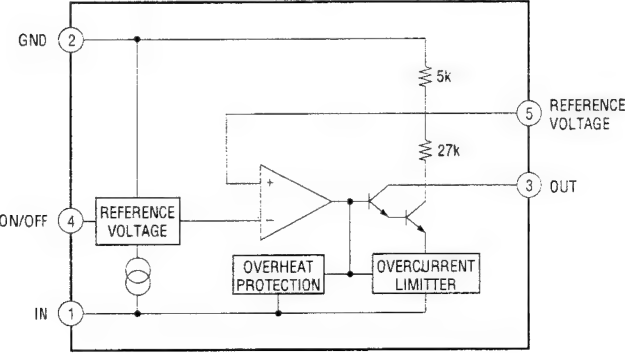 GND 2
5k
5 REFERENCE
VOLTAGE
27k
+
3 OUT
ON/OFF 4
REFERENCE
VOLTAGE
−
OVERHEAT
PROTECTION
OVERCURRENT
LIMITTER
IN 1